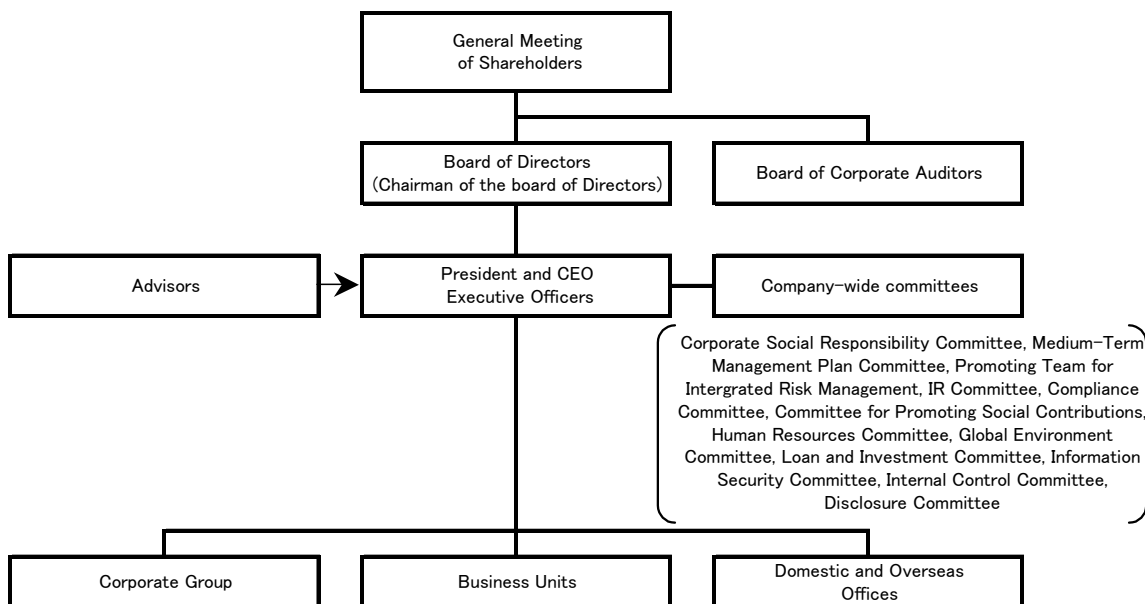 General Meeting
of Shareholders
Board of Directors
(Chairman of the board of Directors)
Board of Corporate Auditors
Advisors
President and CEO
Executive Officers
Company-wide committees
Corporate Social Responsibility Committee, Medium-Term
Management Plan Committee, Promoting Team for
Intergrated Risk Management, IR Committee, Compliance
Committee, Committee for Promoting Social Contributions,
Human Resources Committee, Global Environment
Committee, Loan and Investment Committee, Information
Security Committee, Internal Control Committee,
Disclosure Committee
Corporate Group
Business Units
Domestic and Overseas
Offices